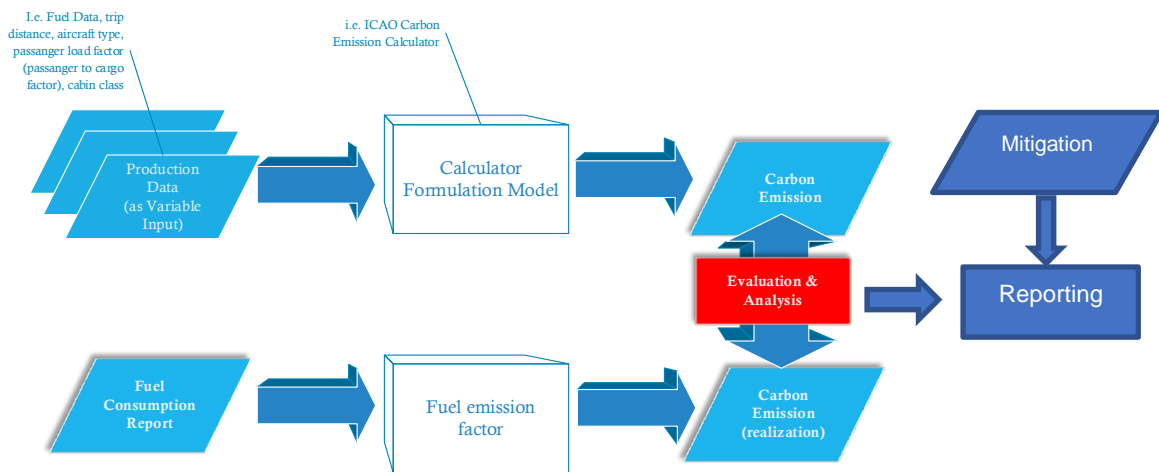 I.e. Fuel Data, trip
distance, aircraft type,
passanger load factor
(passanger to cargo
factor), cabin class
i.e. ICAO Carbon
Emission Calculator
Production
Data
(as Variable
Input)
Calculator
Formulation Model
Carbon
Emission
Mitigation
Evaluation &
Analysis
Reporting
Fuel
Consumption
Report
Fuel emission
factor
Carbon
Emission
(realization)